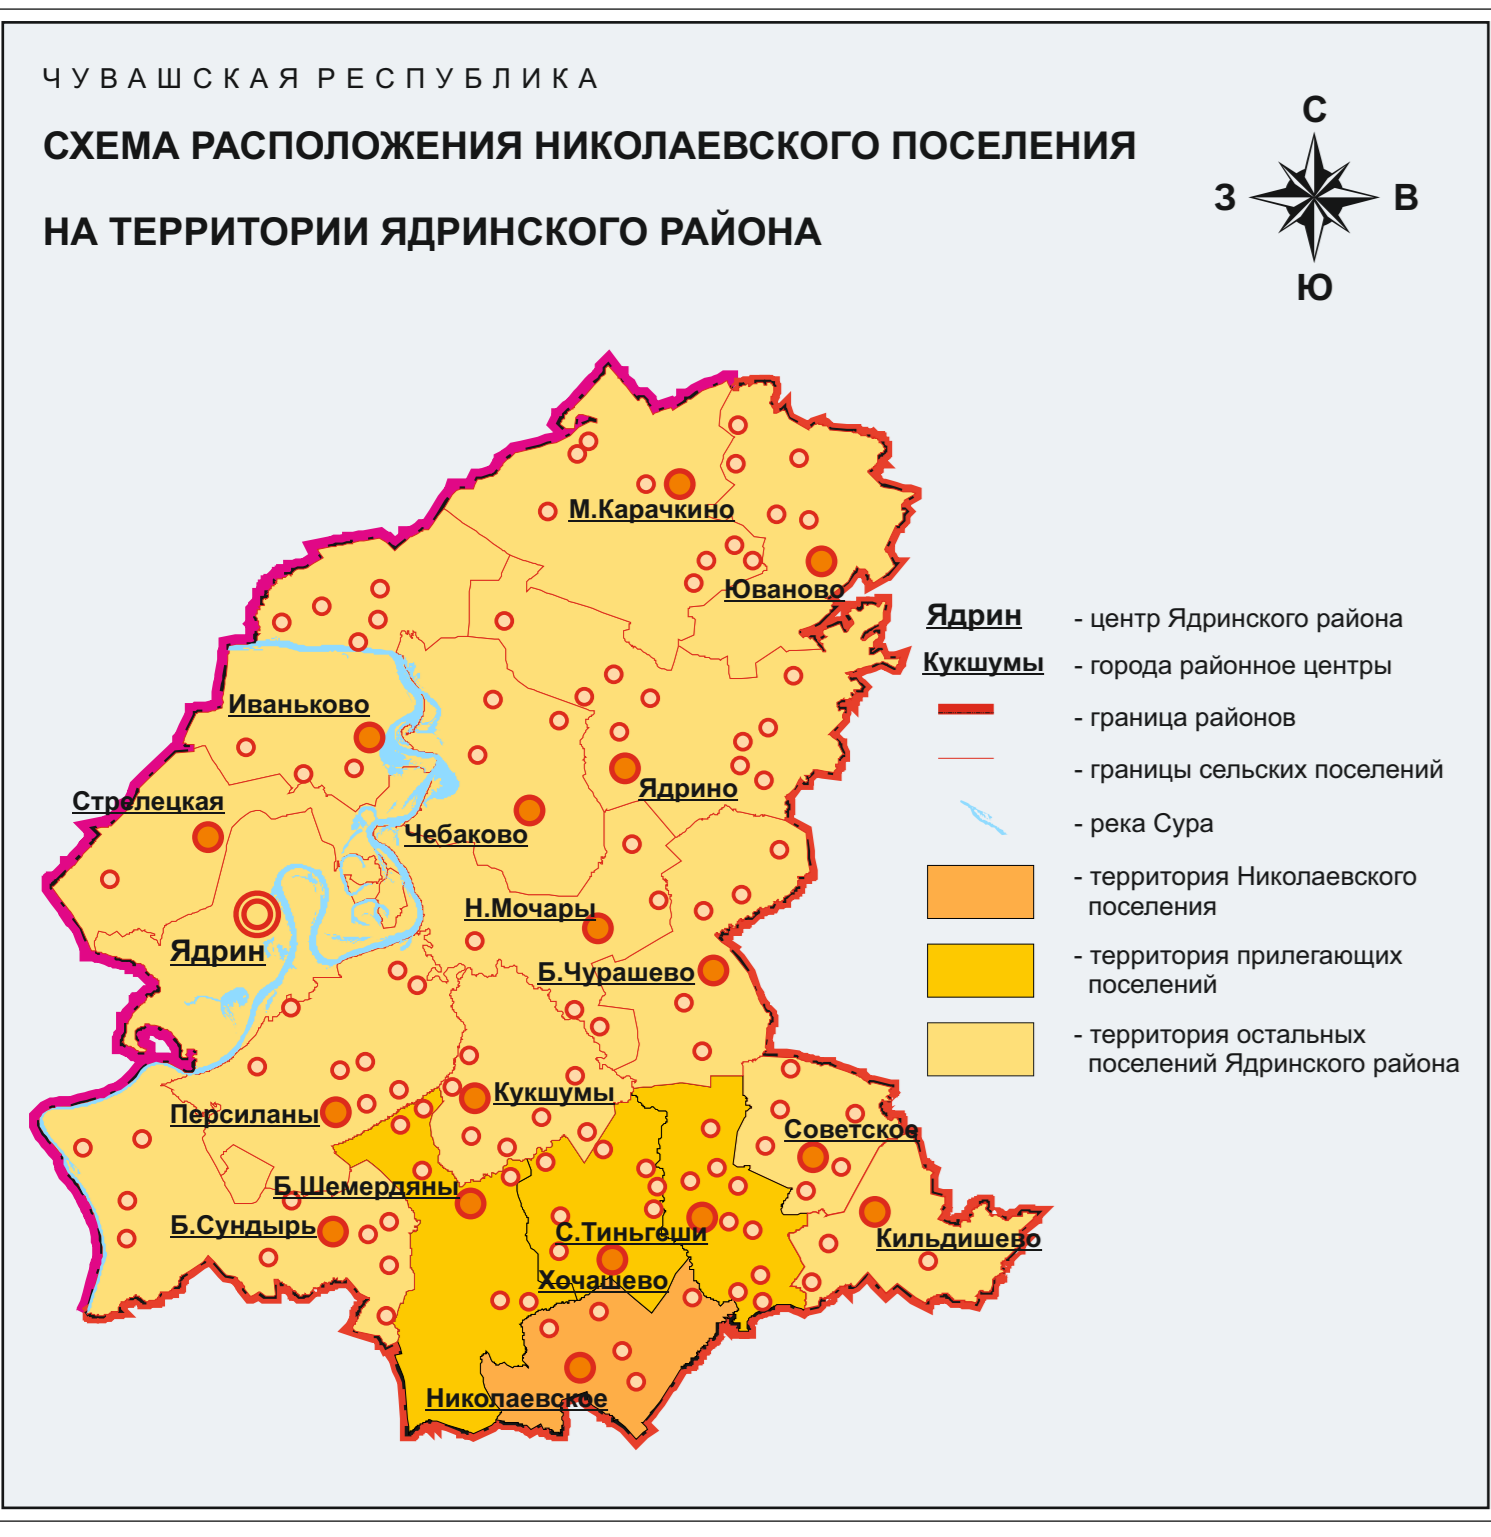 ЧУВАШСКАЯ РЕСПУБЛИКА
СХЕМА РАСПОЛОЖЕНИЯ НИКОЛАЕВСКОГО ПОСЕЛЕНИЯ
НА ТЕРРИТОРИИ ЯДРИНСКОГО РАЙОНА
С
З
В
Ю
М.Карачкино
Юваново
Иваньково
Стрелецкая
Ядрино
Чебаково
Н.Мочары
Ядрин
Б.Чурашево
Кукшумы
Персиланы
Советское
Б.Шемердяны
Б.Сундырь
С.Тиньгеши
Кильдишево
Хочашево
Николаевское
Ядрин - центр Ядринского района
Кукшумы - города районное центры
- граница районов
- границы сельских поселений
- река Сура
- территория Николаевского
поселения
- территория прилегающих
поселений
- территория остальных
поселений Ядринского района